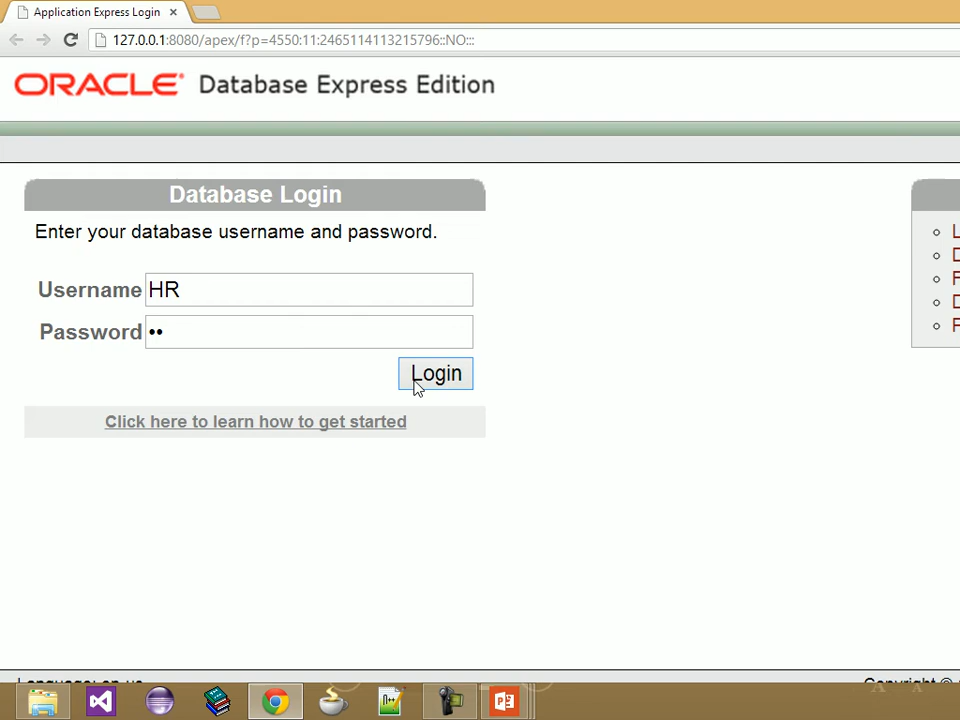 Application Express Login
127.0.0.1:8080/apex/f?p=4550:11:2465114113215796::NO:::
ORACLE Database Express Edition
Database Login
Enter your database username and password.
Username HR
Password ••
Login
Click here to learn how to get started
L
D
F
D
F